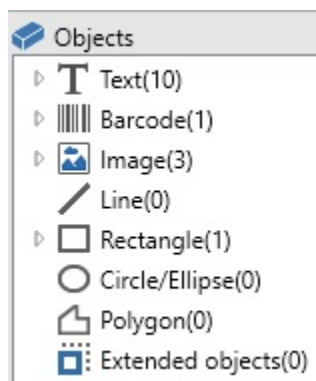 Objects
Text(10)
Barcode(1)
Image(3)
Line(0)
Rectangle(1)
Circle/Ellipse(0)
Polygon(0)
Extended objects(0)